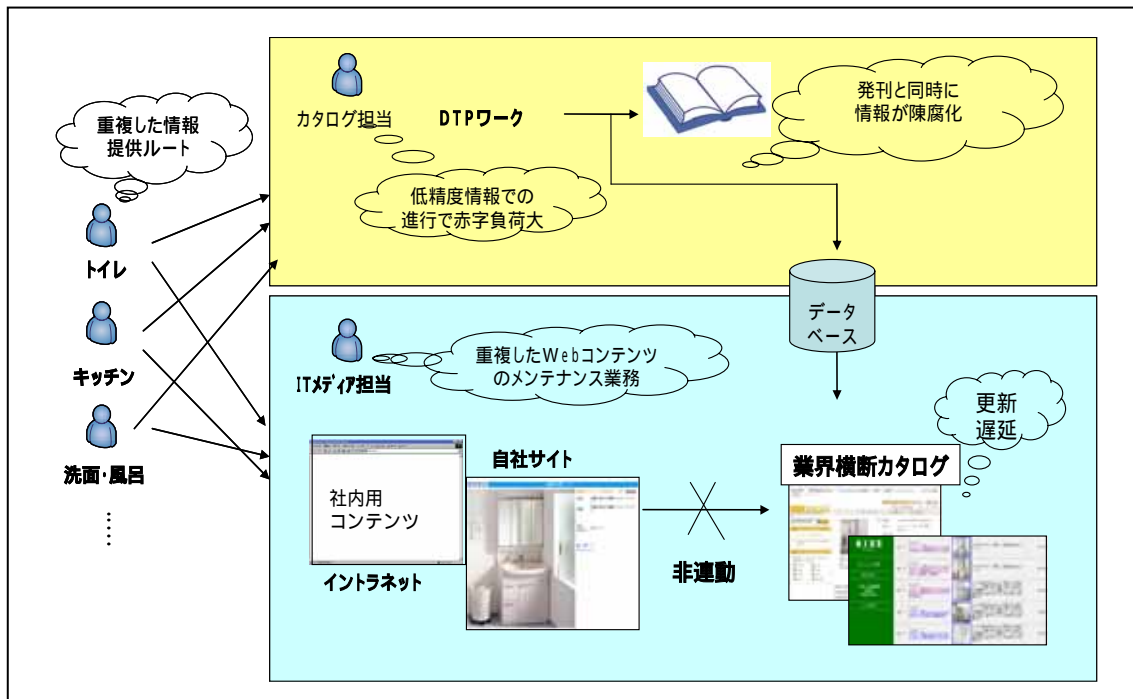 重複した情報
提供ルート
トイレ
キッチン
洗面・風呂
‥‥‥
カタログ担当
DTPワーク
発刊と同時に
情報が陳腐化
低精度情報での
進行で赤字負荷大
データ
ベース
ITメディア担当
重複したWebコンテンツ
のメンテナンス業務
更新
遅延
社内用
コンテンツ
イントラネット
自社サイト
非連動
業界横断カタログ